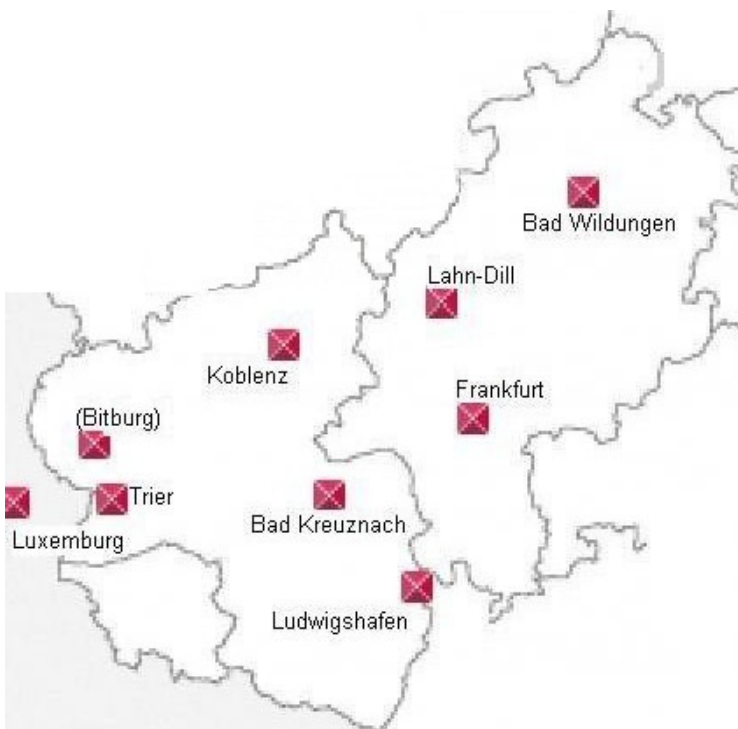 Bad Wildungen
Lahn-Dill
Koblenz
Frankfurt
(Bitburg)
Trier
Bad Kreuznach
Luxemburg
Ludwigshafen